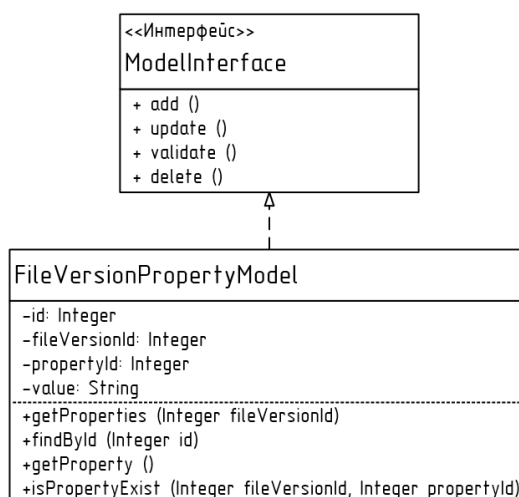 <<Интерфейс>>
ModelInterface
+ add ()
+ update ()
+ validate ()
+ delete ()
FileVersionPropertyModel
-id: Integer
-fileVersionId: Integer
-propertyId: Integer
-value: String
+getProperties (Integer fileVersionId)
+findById (Integer id)
+getProperty ()
+isPropertyExist (Integer fileVersionId, Integer propertyId)